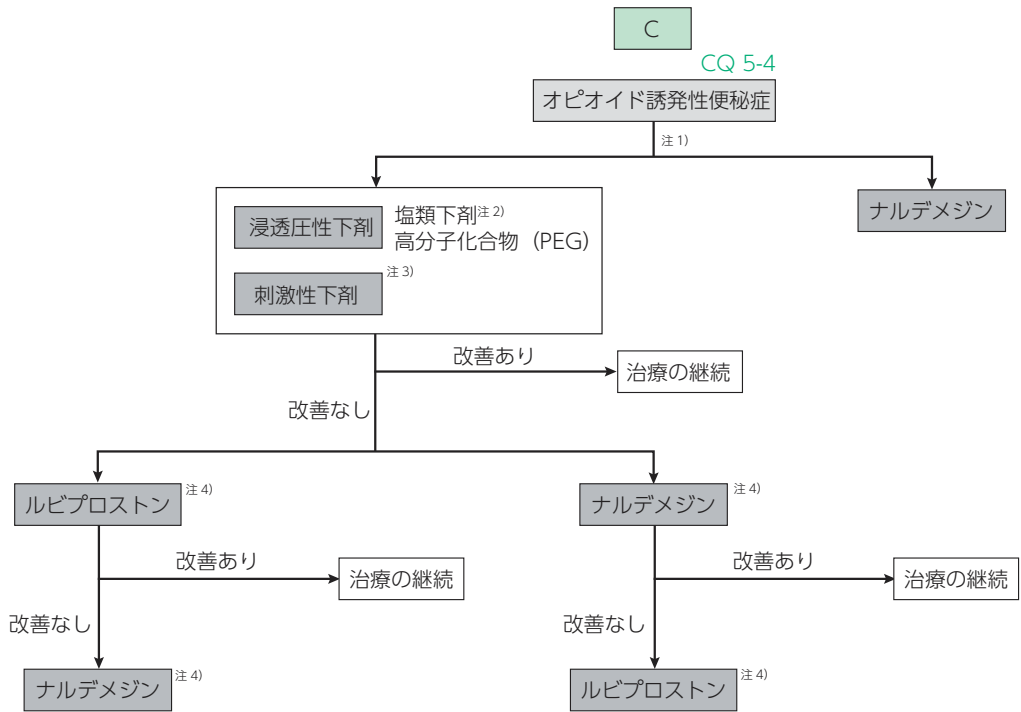 C
CQ 5-4
オピオイド誘発性便秘症
注 1)
ナルデメジン
浸透圧性下剤 塩類下剤注 2)
高分子化合物（PEG）
刺激性下剤 注 3)
改善あり
治療の継続
改善なし
ルビプロストン 注 4)
ナルデメジン 注 4)
改善あり
治療の継続
改善あり
治療の継続
改善なし
改善なし
ナルデメジン 注 4)
ルビプロストン 注 4)